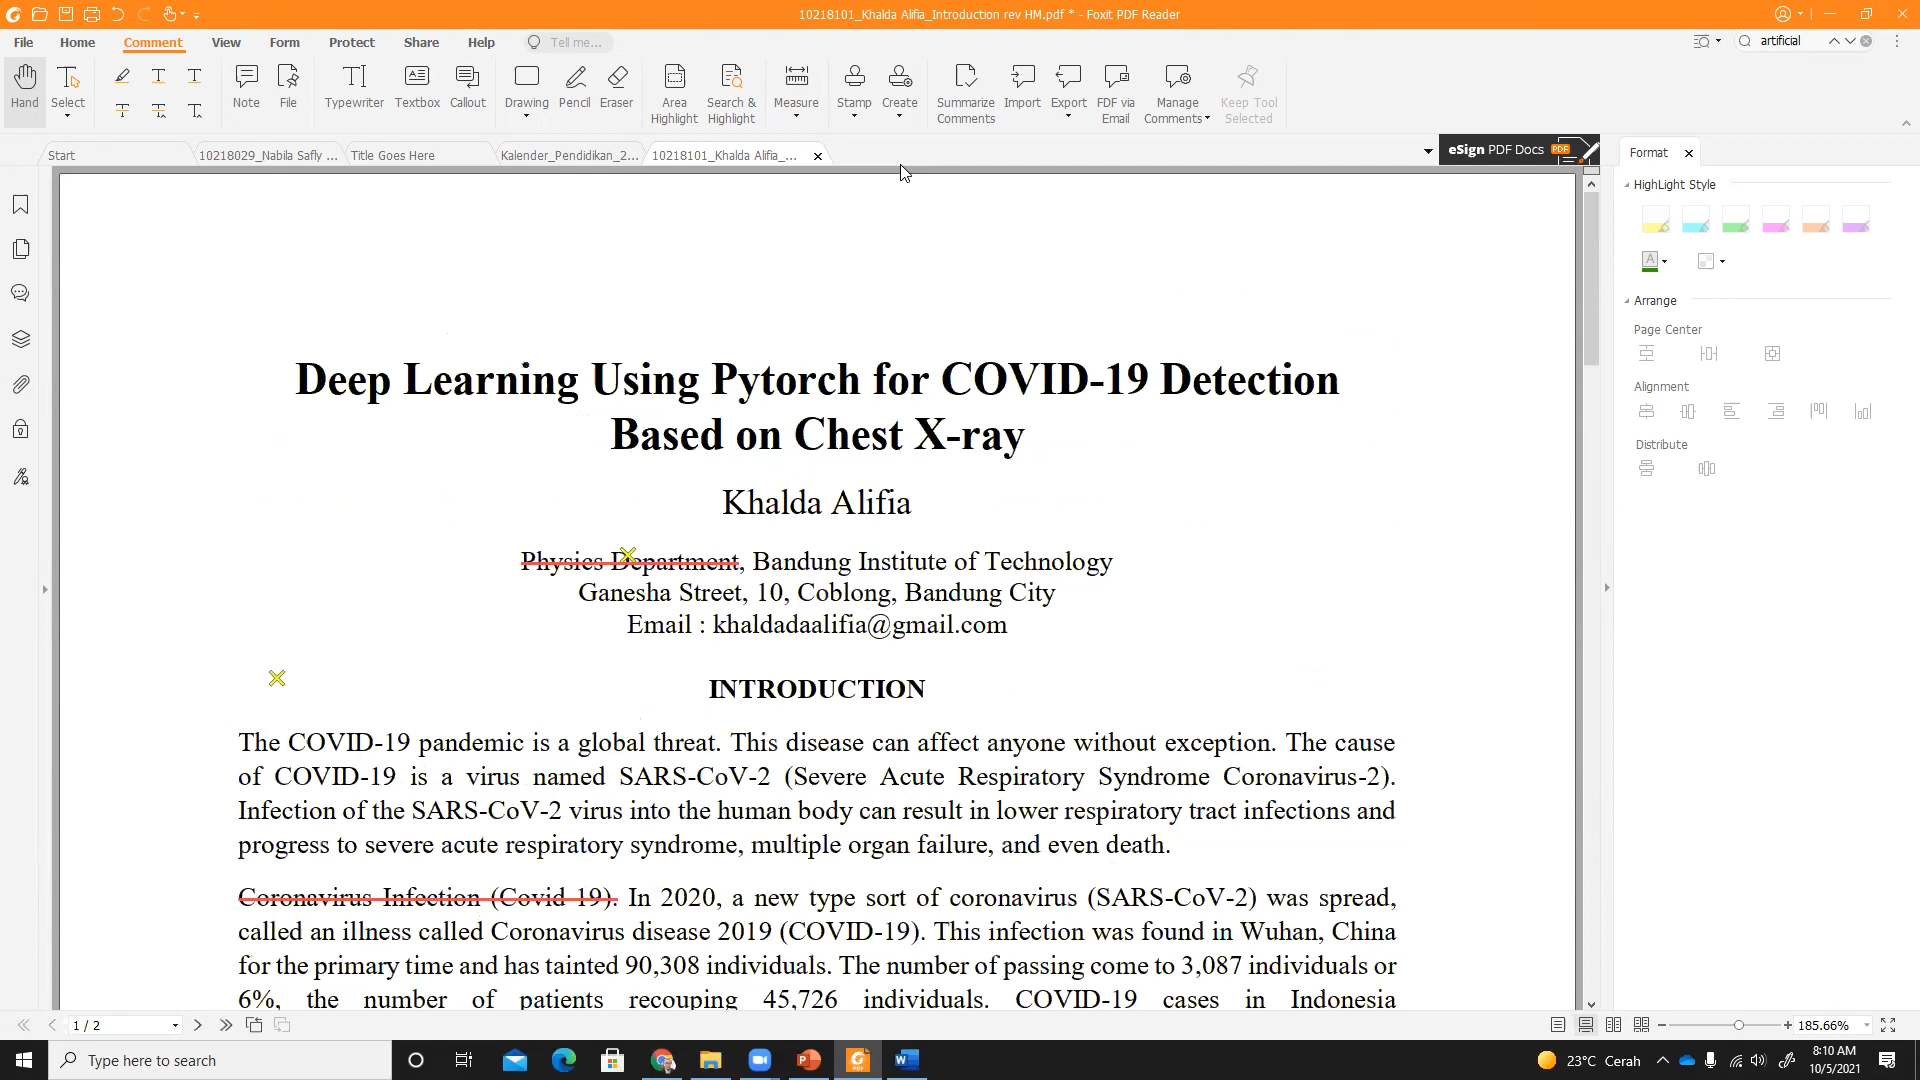 10218101_Khalda Alifia_Introduction rev HM.pdf * - Foxit PDF Reader
File Home Comment View Form Protect Share Help Tell me... artificial
Hand Select Note File Typewriter Textbox Callout Drawing Pencil Eraser Area Highlight Search & Highlight Measure Stamp Create Summarize Comments Import Export FDF via Email Manage Comments Keep Tool Selected
Start 10218029_Nabila Safly ... Title Goes Here Kalender_Pendidikan_2... 10218101_Khalda Alifia_... eSign PDF Docs PDF Format
HighLight Style
Arrange
Page Center
Alignment
Distribute
Deep Learning Using Pytorch for COVID-19 Detection
Based on Chest X-ray
Khalda Alifia
Physics Department, Bandung Institute of Technology
Ganesha Street, 10, Coblong, Bandung City
Email : khaldadaalifia@gmail.com
INTRODUCTION
The COVID-19 pandemic is a global threat. This disease can affect anyone without exception. The cause
of COVID-19 is a virus named SARS-CoV-2 (Severe Acute Respiratory Syndrome Coronavirus-2).
Infection of the SARS-CoV-2 virus into the human body can result in lower respiratory tract infections and
progress to severe acute respiratory syndrome, multiple organ failure, and even death.
Coronavirus Infection (Covid-19). In 2020, a new type sort of coronavirus (SARS-CoV-2) was spread,
called an illness called Coronavirus disease 2019 (COVID-19). This infection was found in Wuhan, China
for the primary time and has tainted 90,308 individuals. The number of passing come to 3,087 individuals or
6%, the number of patients recouping 45,726 individuals. COVID-19 cases in Indonesia
1 / 2 185.66%
Type here to search 23°C Cerah 8:10 AM
10/5/2021